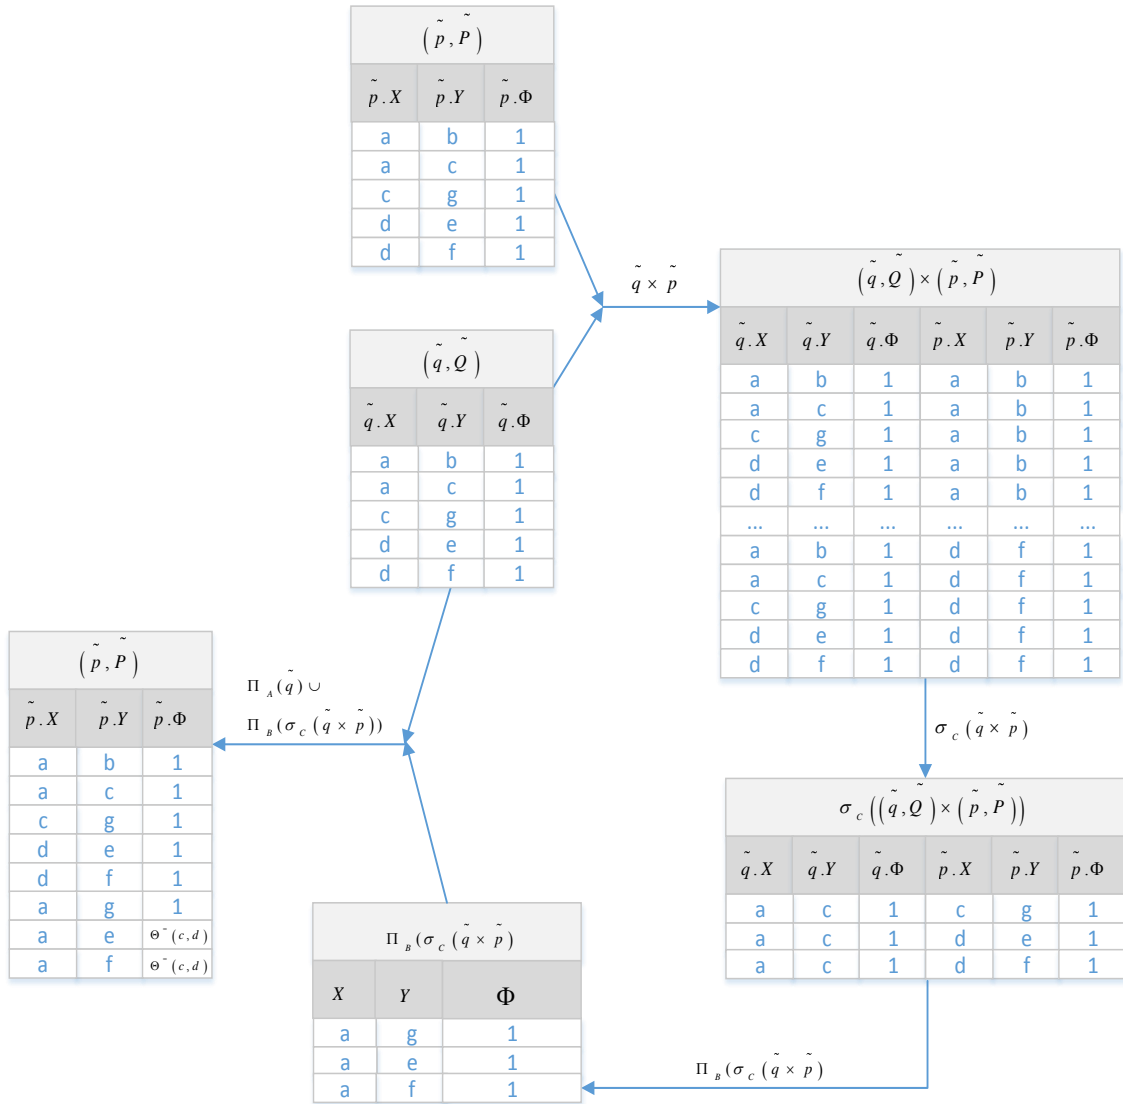 ( p̃ , P̃ )
p̃ . X p̃ . Y p̃ . Φ
a b 1
a c 1
c g 1
d e 1
d f 1
q̃ × p̃
( q̃ , Q̃ )
q̃ . X q̃ . Y q̃ . Φ
a b 1
a c 1
c g 1
d e 1
d f 1
( q̃ , Q̃ ) × ( p̃ , P̃ )
q̃ . X q̃ . Y q̃ . Φ p̃ . X p̃ . Y p̃ . Φ
a b 1 a b 1
a c 1 a b 1
c g 1 a b 1
d e 1 a b 1
d f 1 a b 1
... ... ... ... ... ...
a b 1 d f 1
a c 1 d f 1
c g 1 d f 1
d e 1 d f 1
d f 1 d f 1
σ_C ( q̃ × p̃ )
σ_C ( ( q̃ , Q̃ ) × ( p̃ , P̃ ) )
q̃ . X q̃ . Y q̃ . Φ p̃ . X p̃ . Y p̃ . Φ
a c 1 c g 1
a c 1 d e 1
a c 1 d f 1
Π_B ( σ_C ( q̃ × p̃ )
Π_B ( σ_C ( q̃ × p̃ )
X Y Φ
a g 1
a e 1
a f 1
Π_A ( q̃ ) ∪
Π_B ( σ_C ( q̃ × p̃ ) )
( p̃ , P̃ )
p̃ . X p̃ . Y p̃ . Φ
a b 1
a c 1
c g 1
d e 1
d f 1
a g 1
a e Θ⁼ ( c , d )
a f Θ⁼ ( c , d )